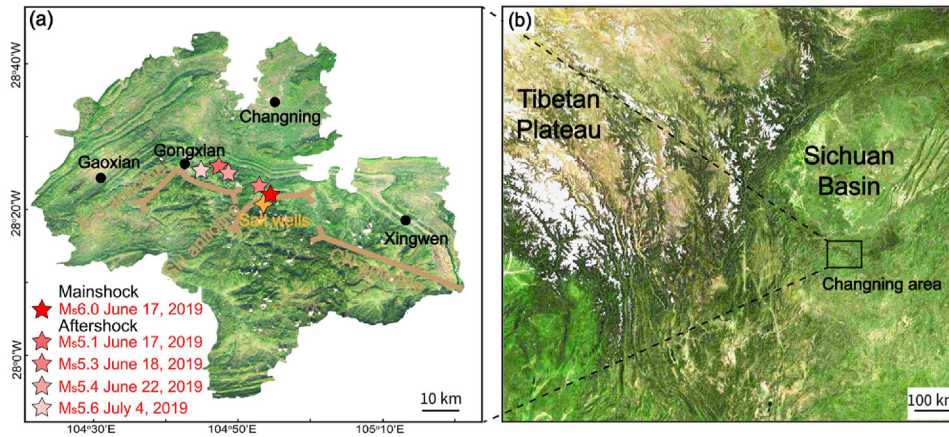 (a)
28°40′W
28°20′W
28°0′W
Changning
Gongxian
Gaoxian
Salt wells
Xingwen
Mainshock
Ms6.0 June 17, 2019
Aftershock
Ms5.1 June 17, 2019
Ms5.3 June 18, 2019
Ms5.4 June 22, 2019
Ms5.6 July 4, 2019
10 km
104°30′E
104°50′E
105°10′E
(b)
Tibetan
Plateau
Sichuan
Basin
Changning area
100 km